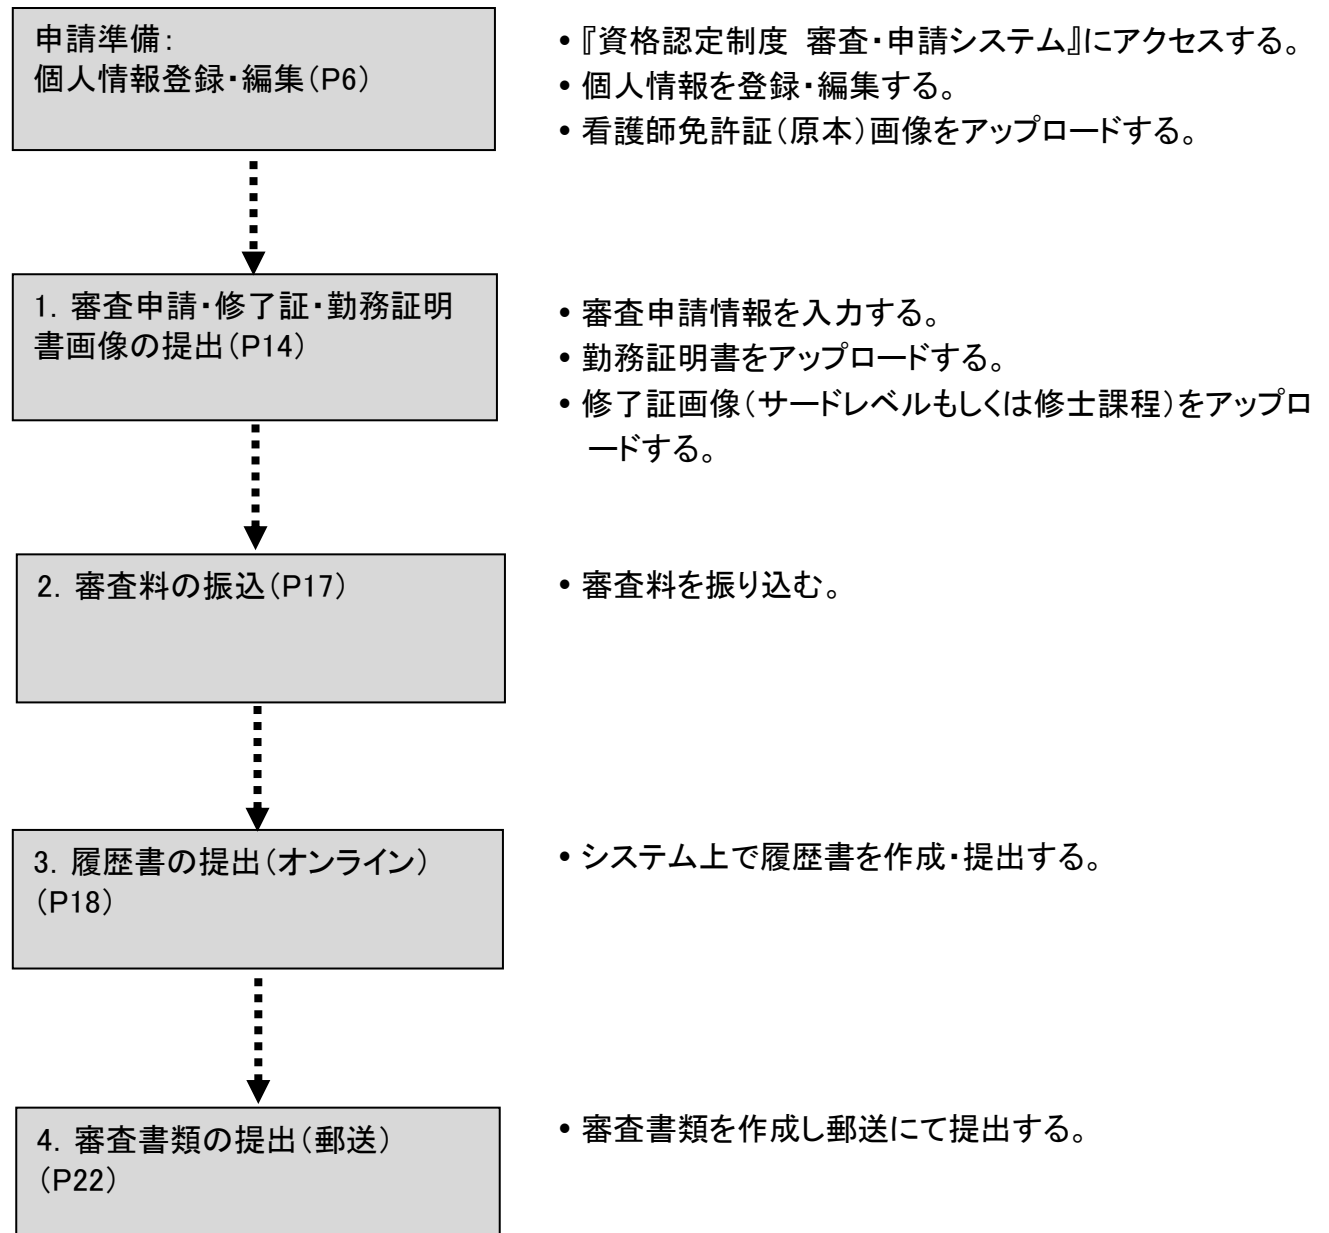 申請準備：
個人情報登録・編集（P6）
• 『資格認定制度 審査・申請システム』にアクセスする。
• 個人情報を登録・編集する。
• 看護師免許証（原本）画像をアップロードする。
1. 審査申請・修了証・勤務証明
書画像の提出（P14）
• 審査申請情報を入力する。
• 勤務証明書をアップロードする。
• 修了証画像（サードレベルもしくは修士課程）をアップロ
ードする。
2. 審査料の振込（P17）
• 審査料を振り込む。
3. 履歴書の提出（オンライン）
（P18）
• システム上で履歴書を作成・提出する。
4. 審査書類の提出（郵送）
（P22）
• 審査書類を作成し郵送にて提出する。